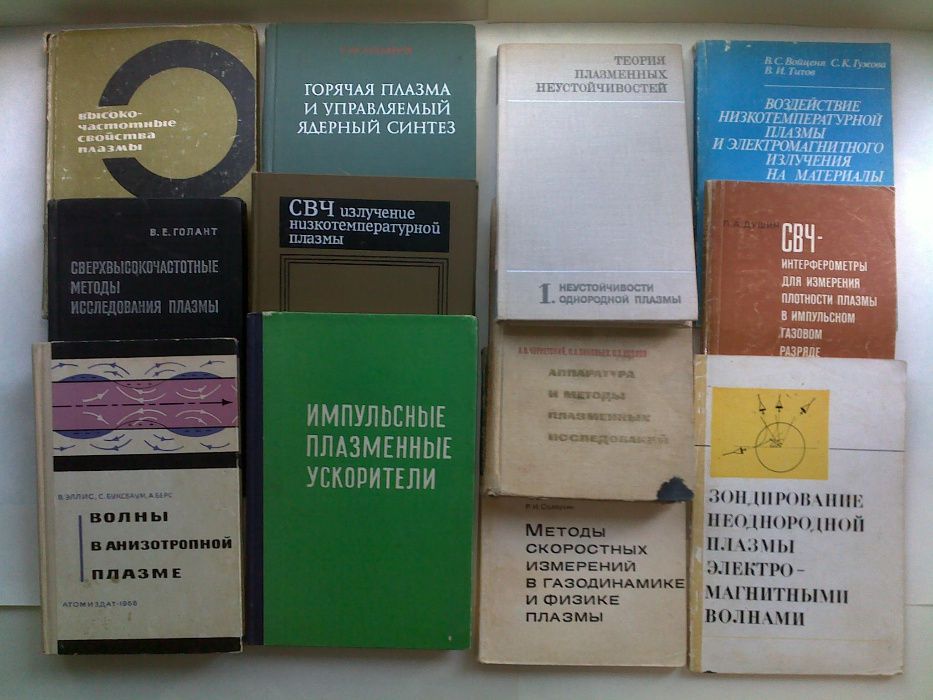 ВЫСОКО-
ЧАСТОТНЫЕ
СВОЙСТВА
ПЛАЗМЫ
ГОРЯЧАЯ ПЛАЗМА
И УПРАВЛЯЕМЫЙ
ЯДЕРНЫЙ СИНТЕЗ
ТЕОРИЯ
ПЛАЗМЕННЫХ
НЕУСТОЙЧИВОСТЕЙ
1. НЕУСТОЙЧИВОСТИ
ОДНОРОДНОЙ ПЛАЗМЫ
В. С. Войценя С. К. Гужова
В. И. Титов
ВОЗДЕЙСТВИЕ
НИЗКОТЕМПЕРАТУРНОЙ
ПЛАЗМЫ
И ЭЛЕКТРОМАГНИТНОГО
ИЗЛУЧЕНИЯ
НА МАТЕРИАЛЫ
В. Е. ГОЛАНТ
СВЕРХВЫСОКОЧАСТОТНЫЕ
МЕТОДЫ
ИССЛЕДОВАНИЯ ПЛАЗМЫ
СВЧ излучение
низкотемпературной
плазмы
Л. А. ДУШИН
СВЧ-
ИНТЕРФЕРОМЕТРЫ
ДЛЯ ИЗМЕРЕНИЯ
ПЛОТНОСТИ ПЛАЗМЫ
В ИМПУЛЬСНОМ
ГАЗОВОМ
РАЗРЯДЕ
В. ЭЛЛИС, С. БУКСБАУМ, А. БЕРС
ВОЛНЫ
В АНИЗОТРОПНОЙ
ПЛАЗМЕ
АТОМИЗДАТ-1966
ИМПУЛЬСНЫЕ
ПЛАЗМЕННЫЕ
УСКОРИТЕЛИ
АППАРАТУРА
И МЕТОДЫ
ПЛАЗМЕННЫХ
ИССЛЕДОВАНИЙ
Р. И. Солоухин
МЕТОДЫ
СКОРОСТНЫХ
ИЗМЕРЕНИЙ
В ГАЗОДИНАМИКЕ
И ФИЗИКЕ
ПЛАЗМЫ
ЗОНДИРОВАНИЕ
НЕОДНОРОДНОЙ
ПЛАЗМЫ
ЭЛЕКТРО-
МАГНИТНЫМИ
ВОЛНАМИ